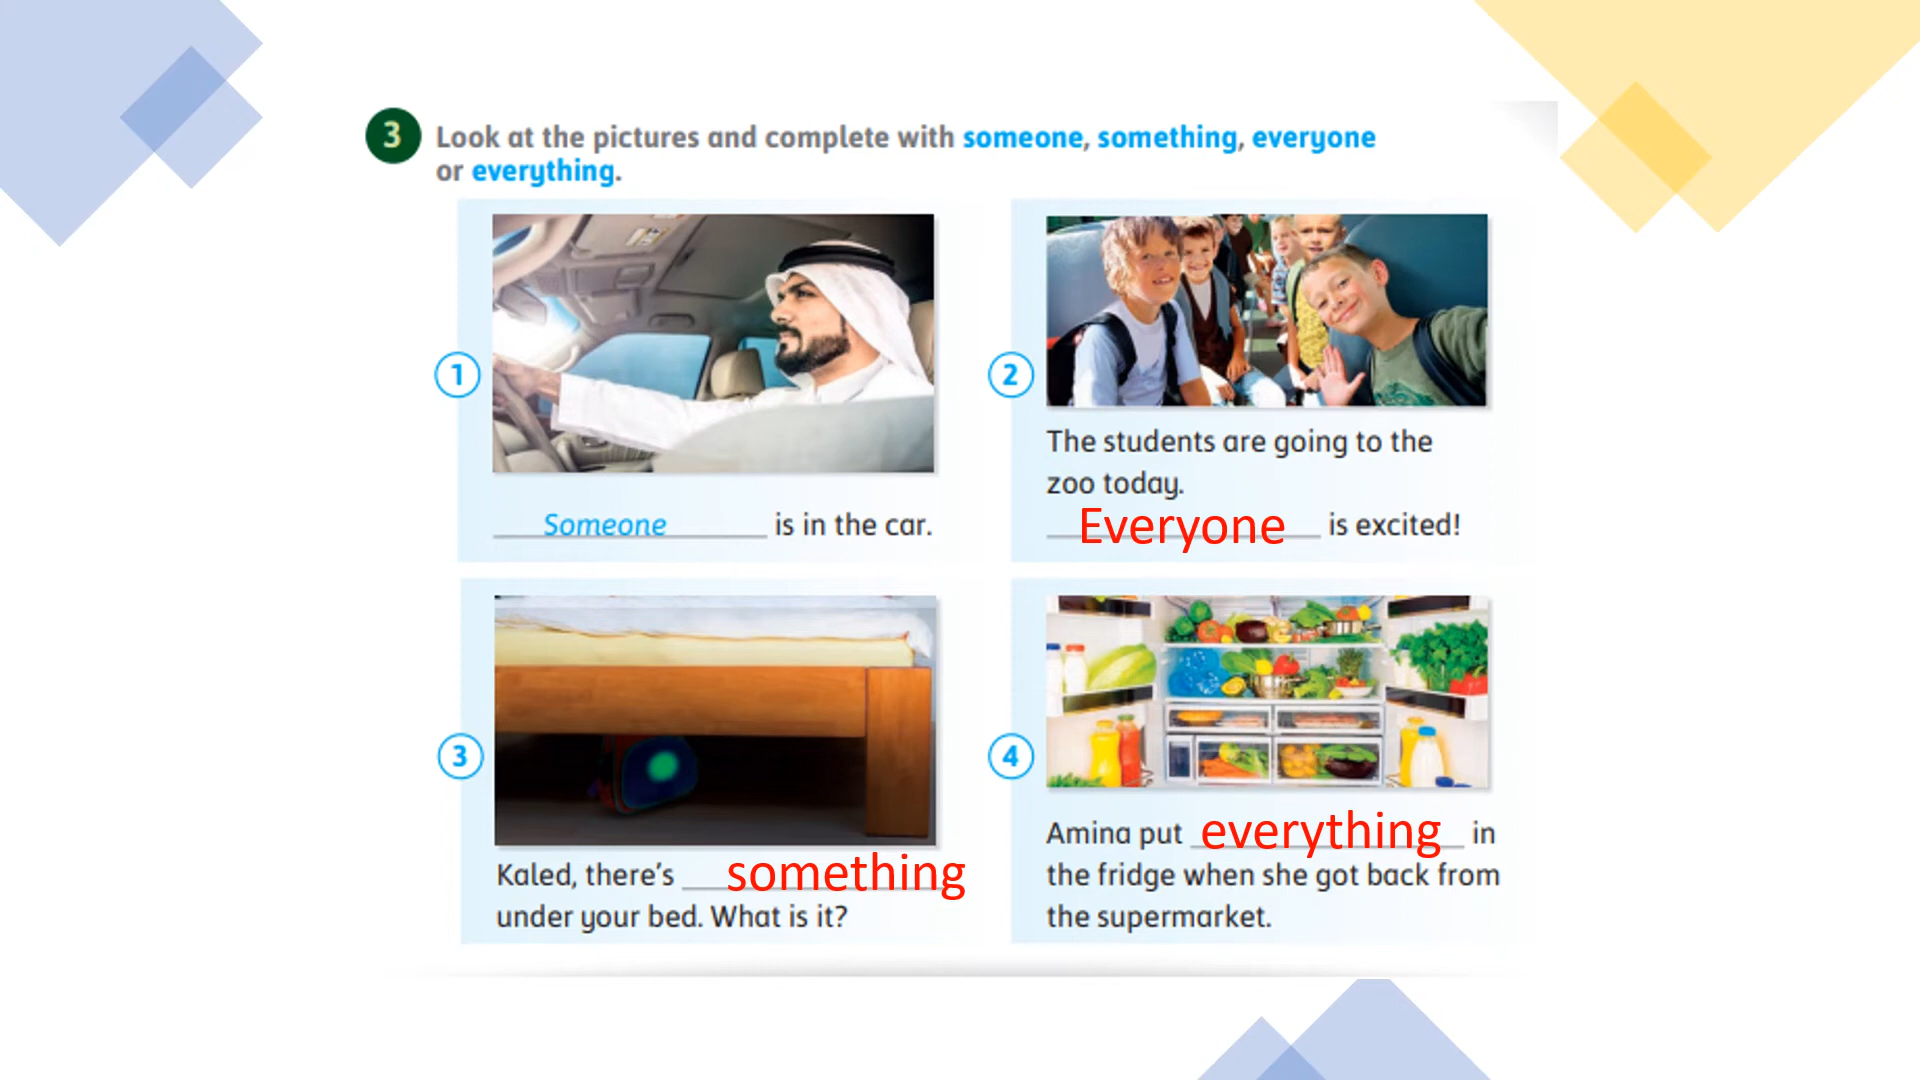 3 Look at the pictures and complete with someone, something, everyone
or everything.
1
Someone is in the car.
2
The students are going to the
zoo today.
Everyone is excited!
3
Kaled, there's something
under your bed. What is it?
4
Amina put everything in
the fridge when she got back from
the supermarket.